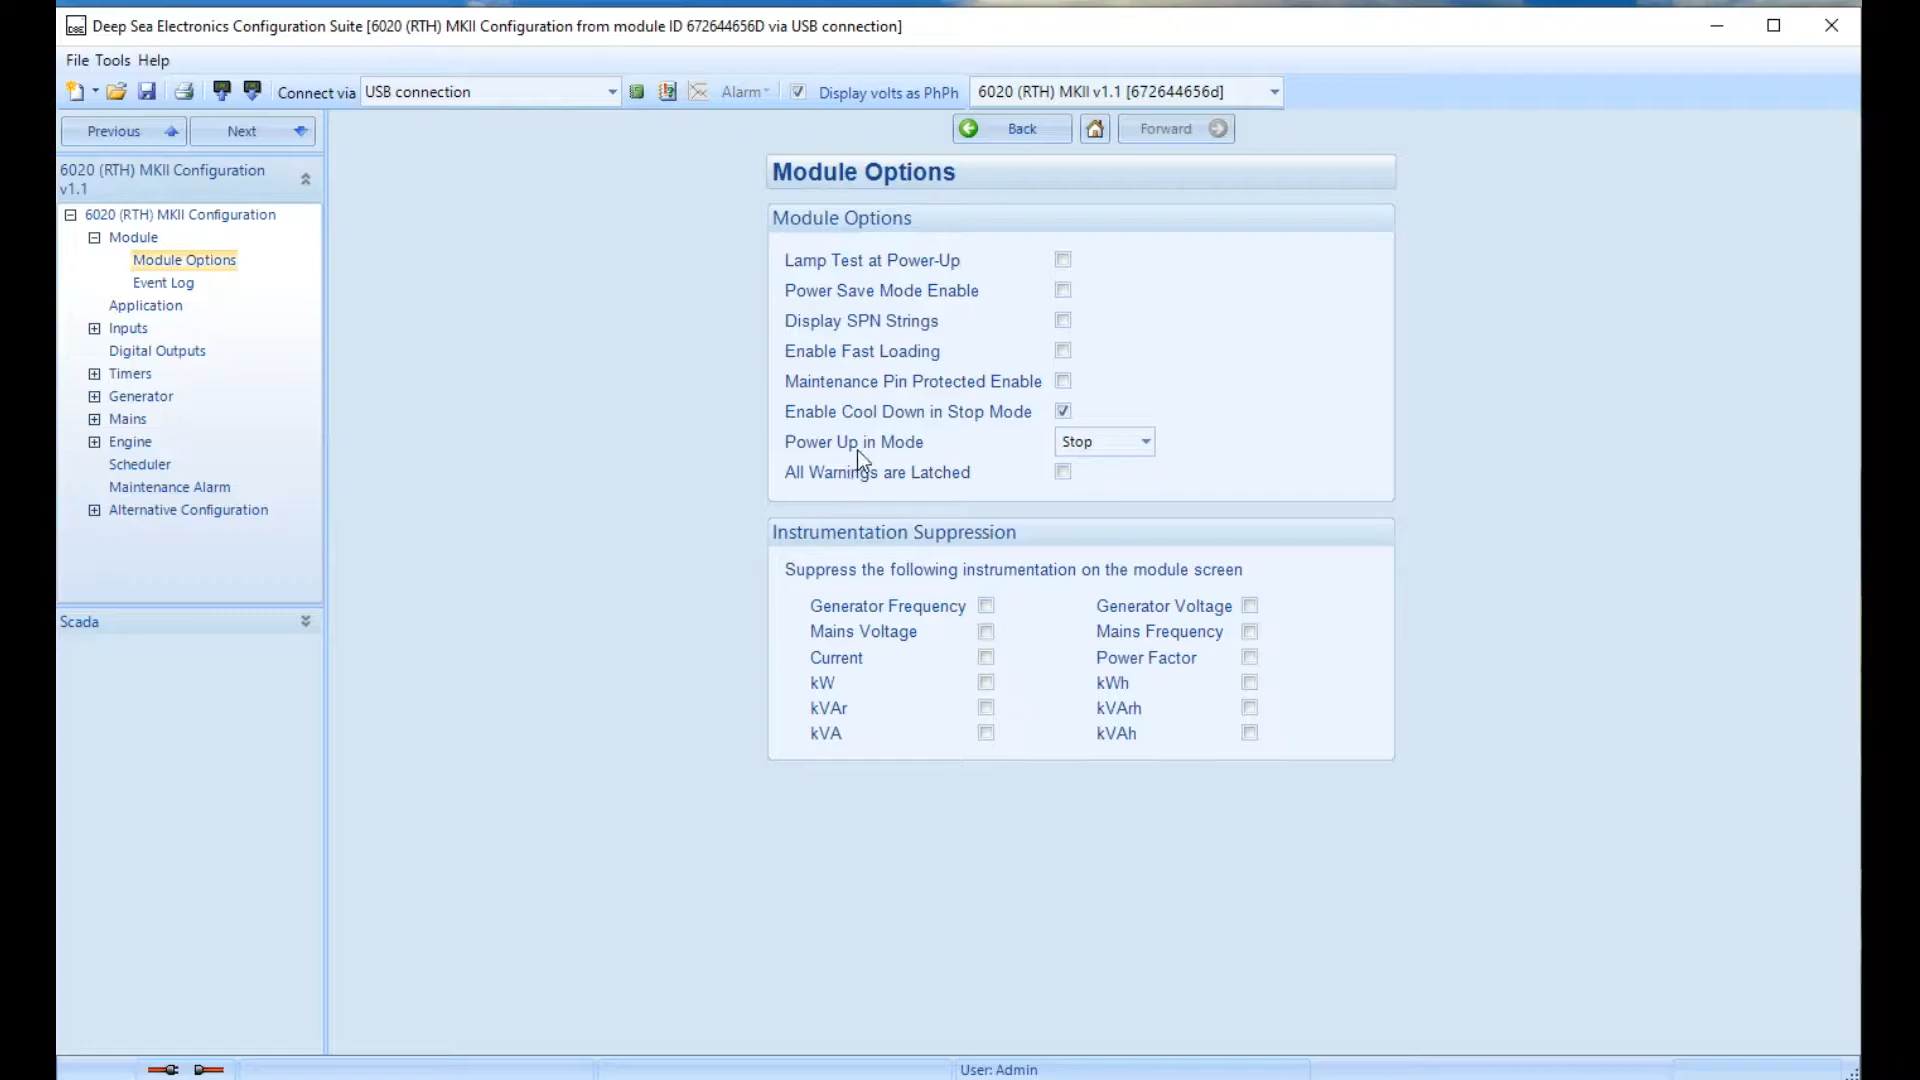 Deep Sea Electronics Configuration Suite [6020 (RTH) MKII Configuration from module ID 672644656D via USB connection]
File Tools Help
Connect via USB connection Alarm Display volts as PhPh 6020 (RTH) MKII v1.1 [672644656d]
Previous Next
Back Forward
6020 (RTH) MKII Configuration
v1.1
6020 (RTH) MKII Configuration
Module
Module Options
Event Log
Application
Inputs
Digital Outputs
Timers
Generator
Mains
Engine
Scheduler
Maintenance Alarm
Alternative Configuration
Scada
Module Options
Module Options
Lamp Test at Power-Up
Power Save Mode Enable
Display SPN Strings
Enable Fast Loading
Maintenance Pin Protected Enable
Enable Cool Down in Stop Mode
Power Up in Mode Stop
All Warnings are Latched
Instrumentation Suppression
Suppress the following instrumentation on the module screen
Generator Frequency Generator Voltage
Mains Voltage Mains Frequency
Current Power Factor
kW kWh
kVAr kVArh
kVA kVAh
User: Admin